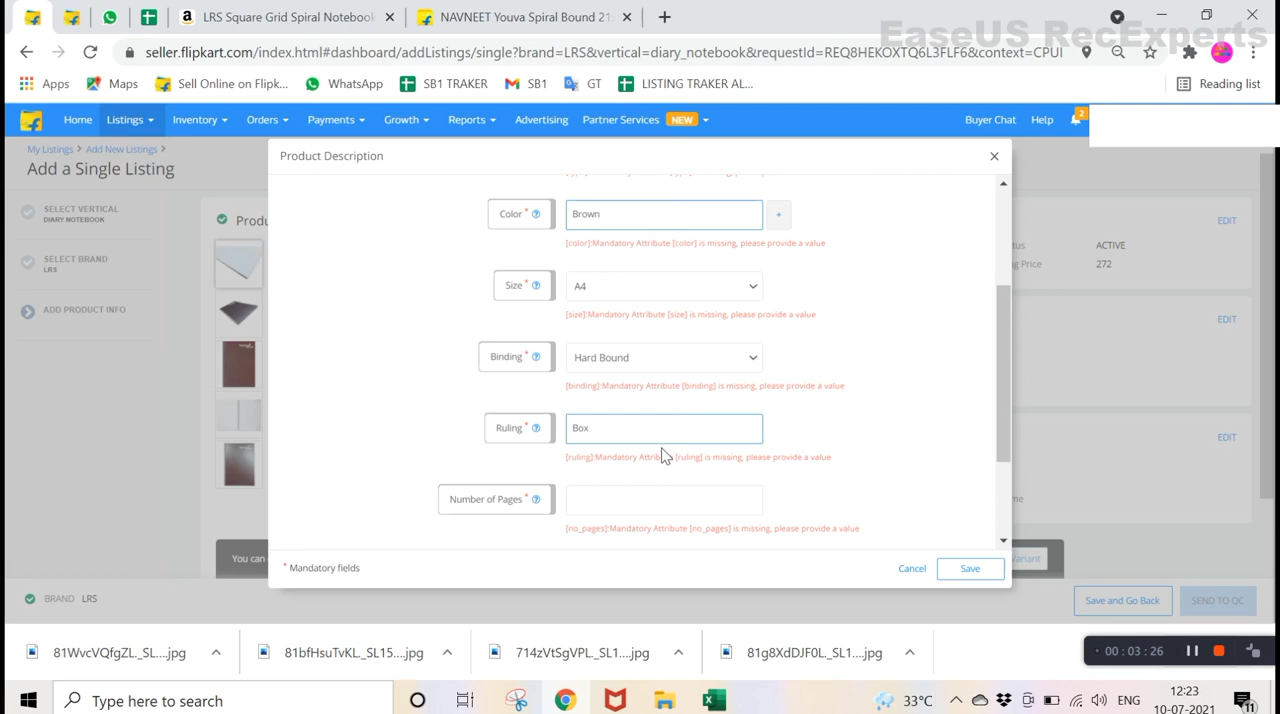 LRS Square Grid Spiral Notebook
NAVNEET Youva Spiral Bound 21
EaseUS RecExperts
seller.flipkart.com/index.html#dashboard/addListings/single?brand=LRS&vertical=diary_notebook&requestId=REQ8HEKOXTQ6L3FLF6&context=CPUI
Apps Maps Sell Online on Flipk... WhatsApp SB1 TRAKER SB1 GT LISTING TRAKER AL... Reading list
Home Listings Inventory Orders Payments Growth Reports Advertising Partner Services NEW Buyer Chat Help 2
My Listings > Add New Listings >
Add a Single Listing
Product Description
SELECT VERTICAL
DIARY NOTEBOOK
Produ
EDIT
Color * Brown +
[color]:Mandatory Attribute [color] is missing, please provide a value
tus ACTIVE
SELECT BRAND
LRS
g Price 272
Size * A4
[size]:Mandatory Attribute [size] is missing, please provide a value
ADD PRODUCT INFO
EDIT
Binding * Hard Bound
[binding]:Mandatory Attribute [binding] is missing, please provide a value
Ruling * Box
[ruling]:Mandatory Attribute [ruling] is missing, please provide a value
EDIT
Number of Pages *
[no_pages]:Mandatory Attribute [no_pages] is missing, please provide a value
me
You can
Variant
* Mandatory fields
Cancel Save
BRAND LRS
Save and Go Back SEND TO QC
81WvcVQfgZL._SL....jpg 81bfHsuTvKL._SL15....jpg 714zVtSgVPL._SL1....jpg 81g8XdDJF0L._SL1....jpg
00 : 03 : 26
Type here to search
33°C ENG
12:23
10-07-2021
11